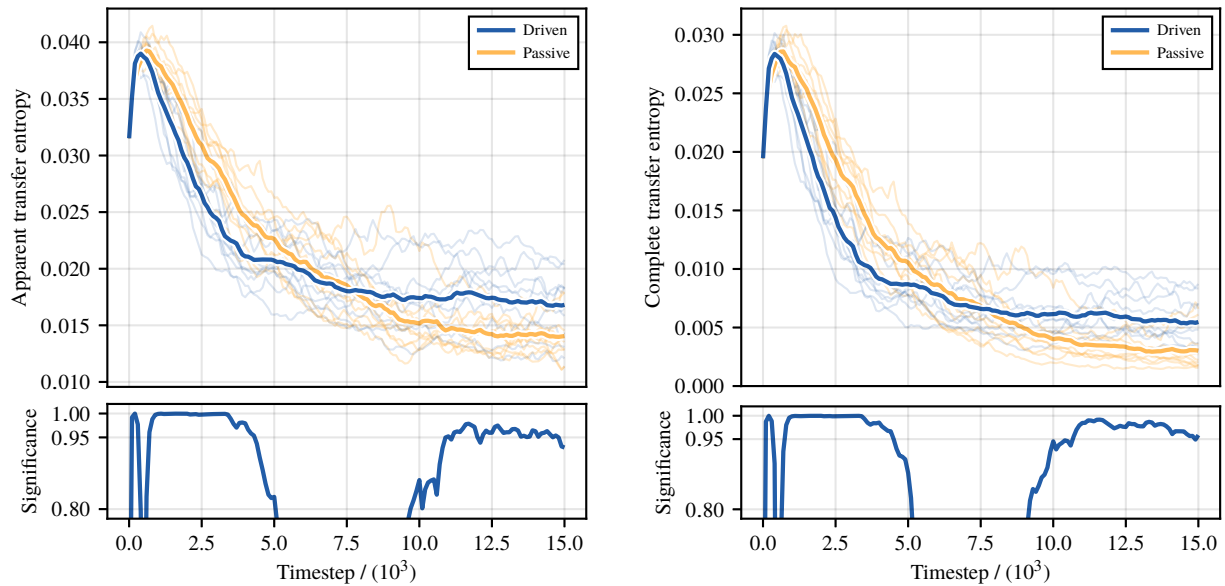 Apparent transfer entropy
0.040
0.035
0.030
0.025
0.020
0.015
0.010
Driven
Passive
Significance
1.00
0.95
0.80
0.0 2.5 5.0 7.5 10.0 12.5 15.0
Timestep / (10³)
Complete transfer entropy
0.030
0.025
0.020
0.015
0.010
0.005
0.000
Driven
Passive
Significance
1.00
0.95
0.80
0.0 2.5 5.0 7.5 10.0 12.5 15.0
Timestep / (10³)